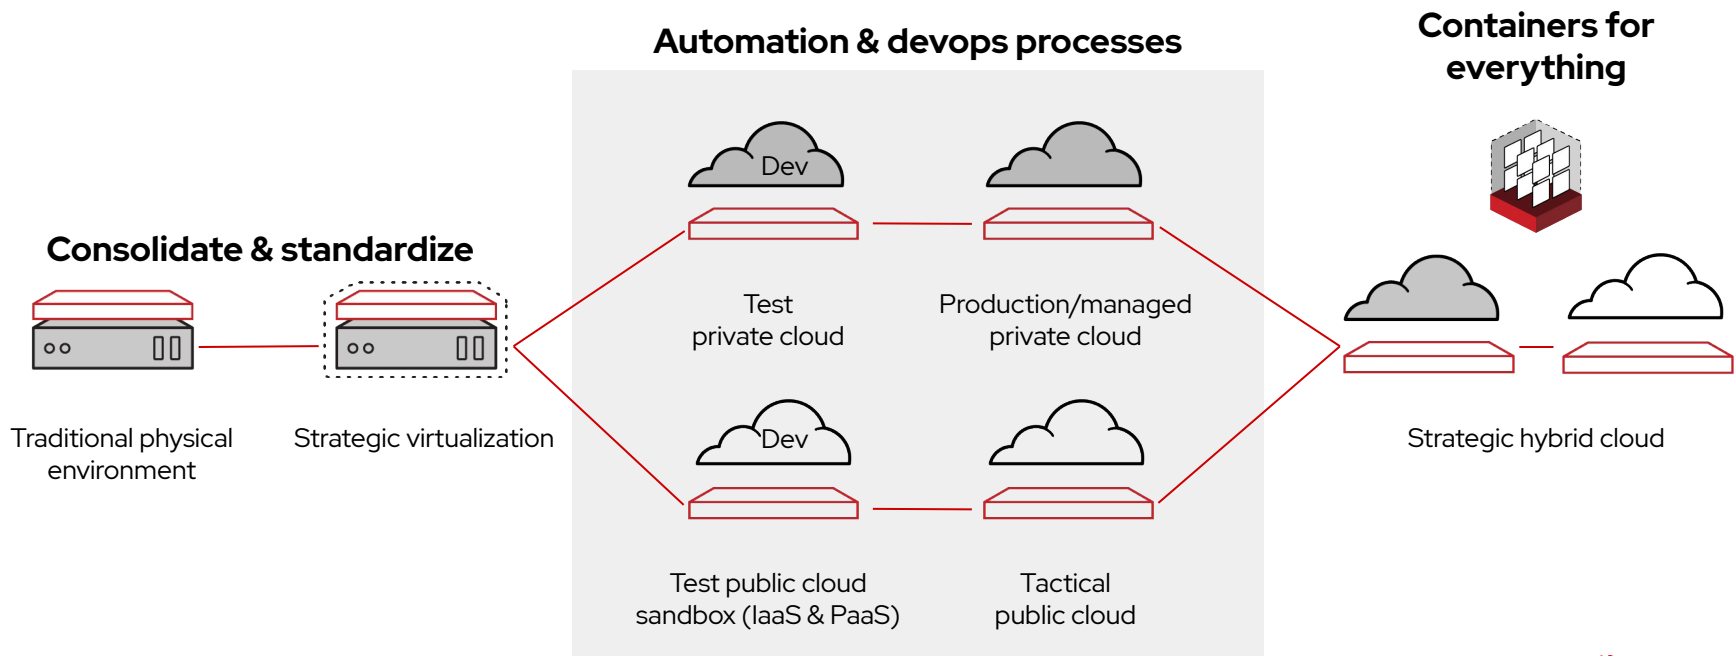 Automation & devops processes
Containers for
everything
Dev
Consolidate & standardize
Test
private cloud
Production/managed
private cloud
Dev
Traditional physical
environment
Strategic virtualization
Strategic hybrid cloud
Test public cloud
sandbox (IaaS & PaaS)
Tactical
public cloud